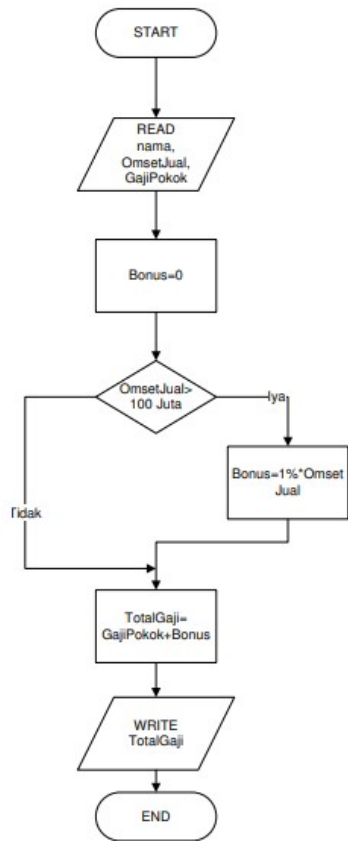 START
READ
nama,
OmsetJual,
GajiPokok
Bonus=0
OmsetJual>
100 Juta
Iya
Bonus=1%*Omset
Jual
Tidak
TotalGaji=
GajiPokok+Bonus
WRITE
TotalGaji
END